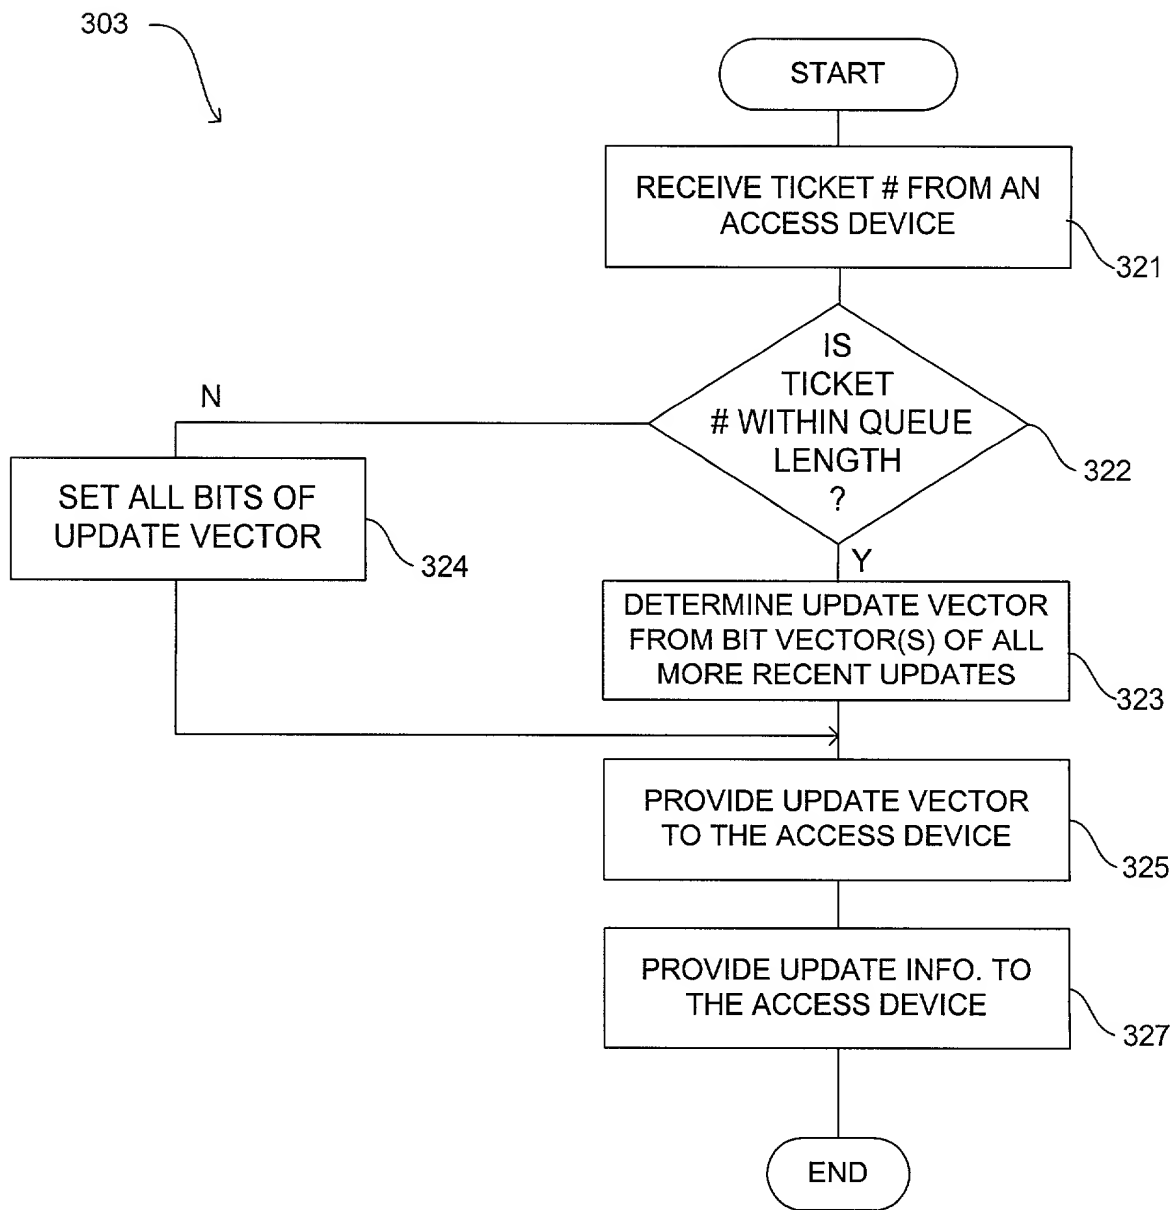 303
START
RECEIVE TICKET # FROM AN
ACCESS DEVICE
321
IS
TICKET
# WITHIN QUEUE
LENGTH
?
322
N
SET ALL BITS OF
UPDATE VECTOR
324
Y
DETERMINE UPDATE VECTOR
FROM BIT VECTOR(S) OF ALL
MORE RECENT UPDATES
323
PROVIDE UPDATE VECTOR
TO THE ACCESS DEVICE
325
PROVIDE UPDATE INFO. TO
THE ACCESS DEVICE
327
END